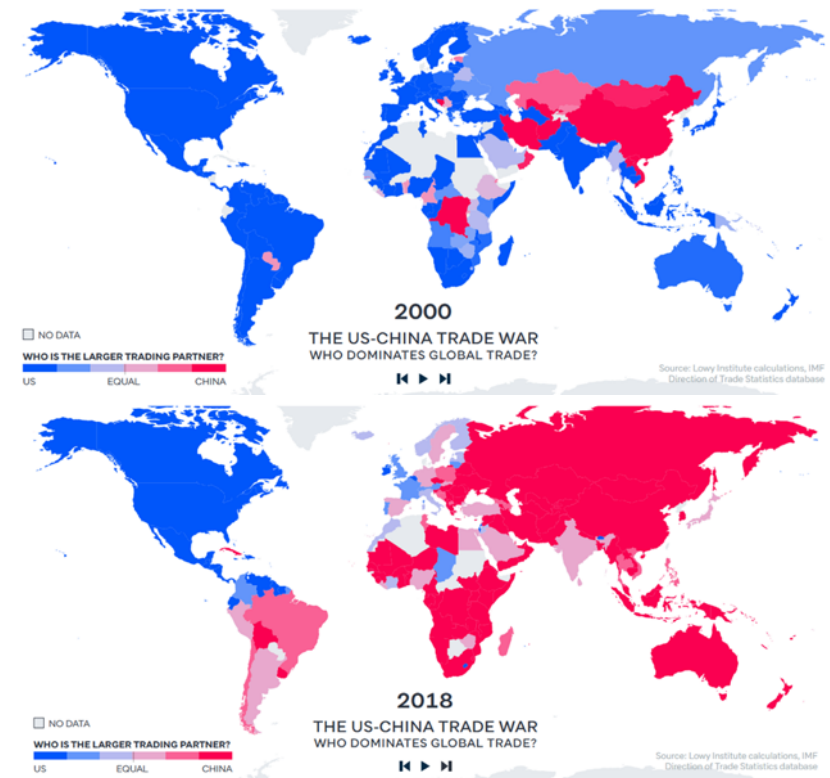 2000
THE US-CHINA TRADE WAR
WHO DOMINATES GLOBAL TRADE?
NO DATA
WHO IS THE LARGER TRADING PARTNER?
US EQUAL CHINA
Source: Lowy Institute calculations, IMF
Direction of Trade Statistics database
2018
THE US-CHINA TRADE WAR
WHO DOMINATES GLOBAL TRADE?
NO DATA
WHO IS THE LARGER TRADING PARTNER?
US EQUAL CHINA
Source: Lowy Institute calculations, IMF
Direction of Trade Statistics database